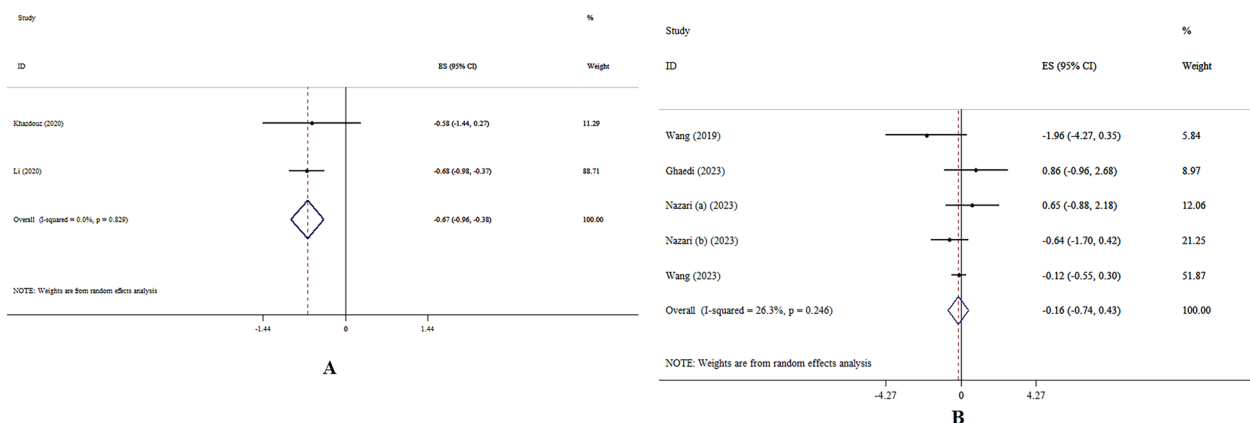 Study %
ID ES (95% CI) Weight
Khazdouz (2020) -0.58 (-1.44, 0.27) 11.29
Li (2020) -0.68 (-0.98, -0.37) 88.71
Overall (I-squared = 0.0%, p = 0.829) -0.67 (-0.96, -0.38) 100.00
NOTE: Weights are from random effects analysis
-1.44 0 1.44
A
Study %
ID ES (95% CI) Weight
Wang (2019) -1.96 (-4.27, 0.35) 5.84
Ghaedi (2023) 0.86 (-0.96, 2.68) 8.97
Nazari (a) (2023) 0.65 (-0.88, 2.18) 12.06
Nazari (b) (2023) -0.64 (-1.70, 0.42) 21.25
Wang (2023) -0.12 (-0.55, 0.30) 51.87
Overall (I-squared = 26.3%, p = 0.246) -0.16 (-0.74, 0.43) 100.00
NOTE: Weights are from random effects analysis
-4.27 0 4.27
B